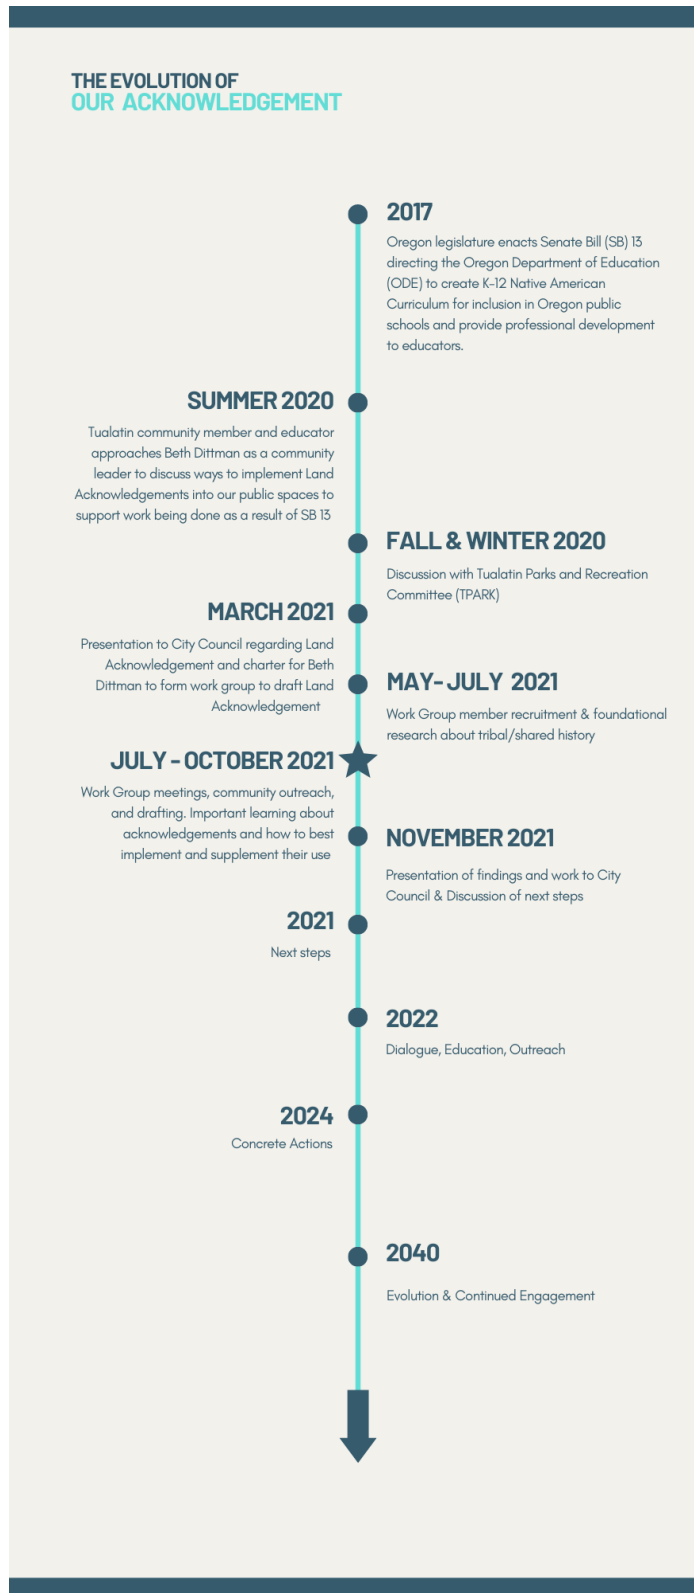 THE EVOLUTION OF
OUR ACKNOWLEDGEMENT
2017
Oregon legislature enacts Senate Bill (SB) 13
directing the Oregon Department of Education
(ODE) to create K-12 Native American
Curriculum for inclusion in Oregon public
schools and provide professional development
to educators.
SUMMER 2020
Tualatin community member and educator
approaches Beth Dittman as a community
leader to discuss ways to implement Land
Acknowledgements into our public spaces to
support work being done as a result of SB 13
FALL & WINTER 2020
Discussion with Tualatin Parks and Recreation
Committee (TPARK)
MARCH 2021
Presentation to City Council regarding Land
Acknowledgement and charter for Beth
Dittman to form work group to draft Land
Acknowledgement
MAY- JULY 2021
Work Group member recruitment & foundational
research about tribal/shared history
JULY - OCTOBER 2021
Work Group meetings, community outreach,
and drafting. Important learning about
acknowledgements and how to best
implement and supplement their use
NOVEMBER 2021
Presentation of findings and work to City
Council & Discussion of next steps
2021
Next steps
2022
Dialogue, Education, Outreach
2024
Concrete Actions
2040
Evolution & Continued Engagement